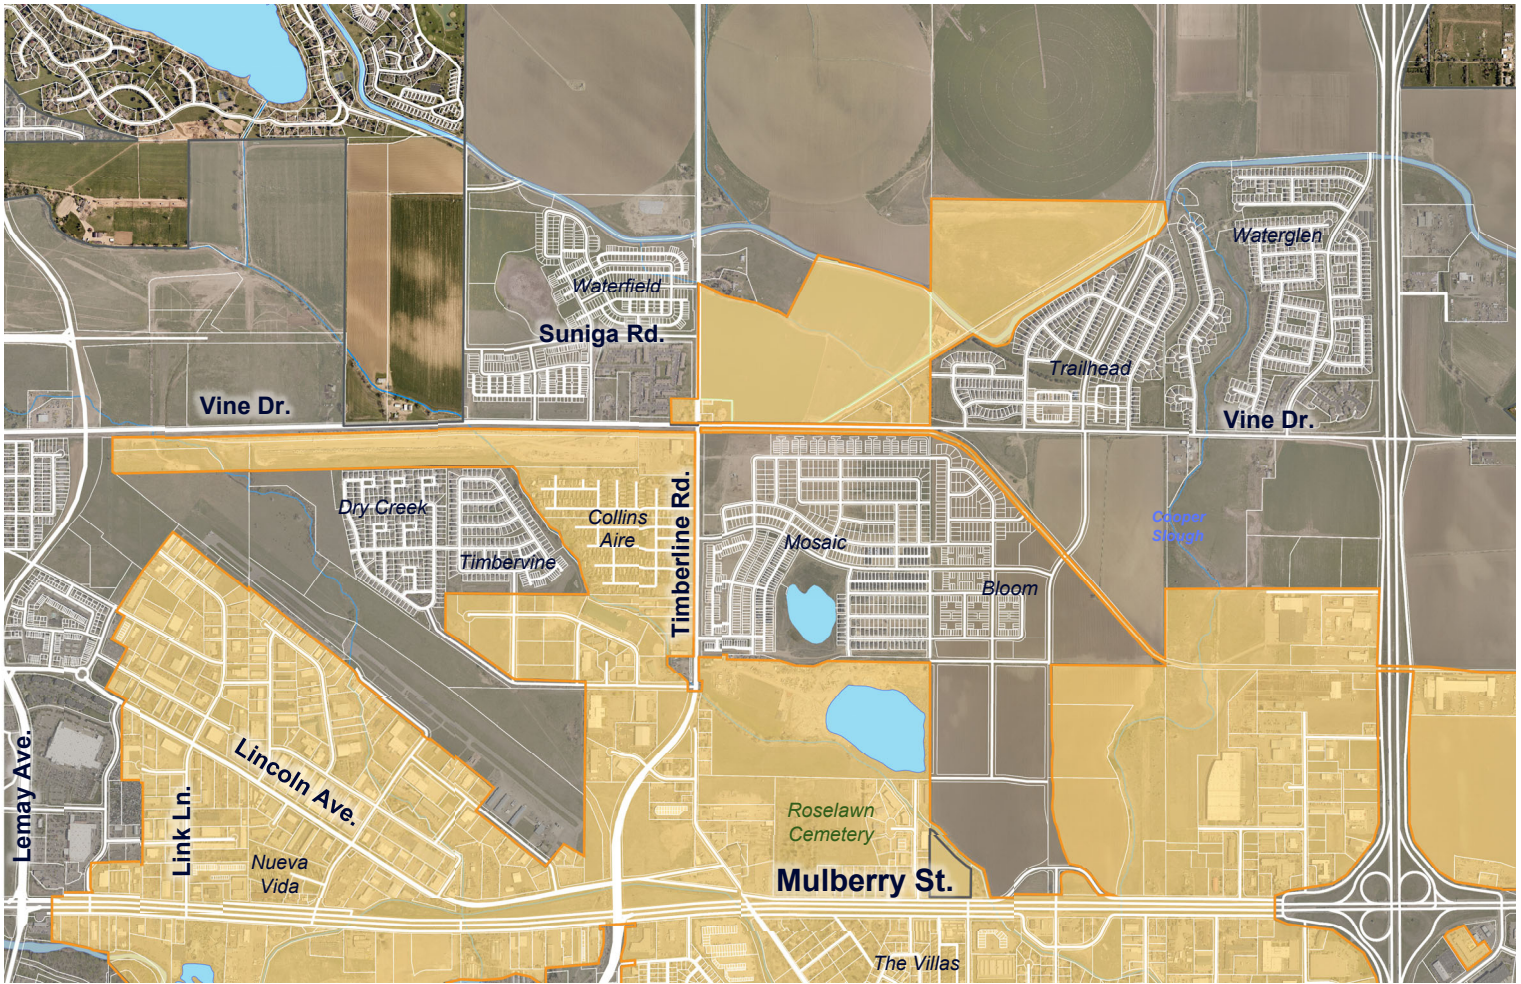 Waterglen
Waterfield
Suniga Rd.
Trailhead
Vine Dr.
Vine Dr.
Timberline Rd.
Dry Creek
Collins
Aire
Cooper
Slough
Mosaic
Timbervine
Bloom
Lemay Ave.
Link Ln.
Lincoln Ave.
Roselawn
Cemetery
Nueva
Vida
Mulberry St.
The Villas